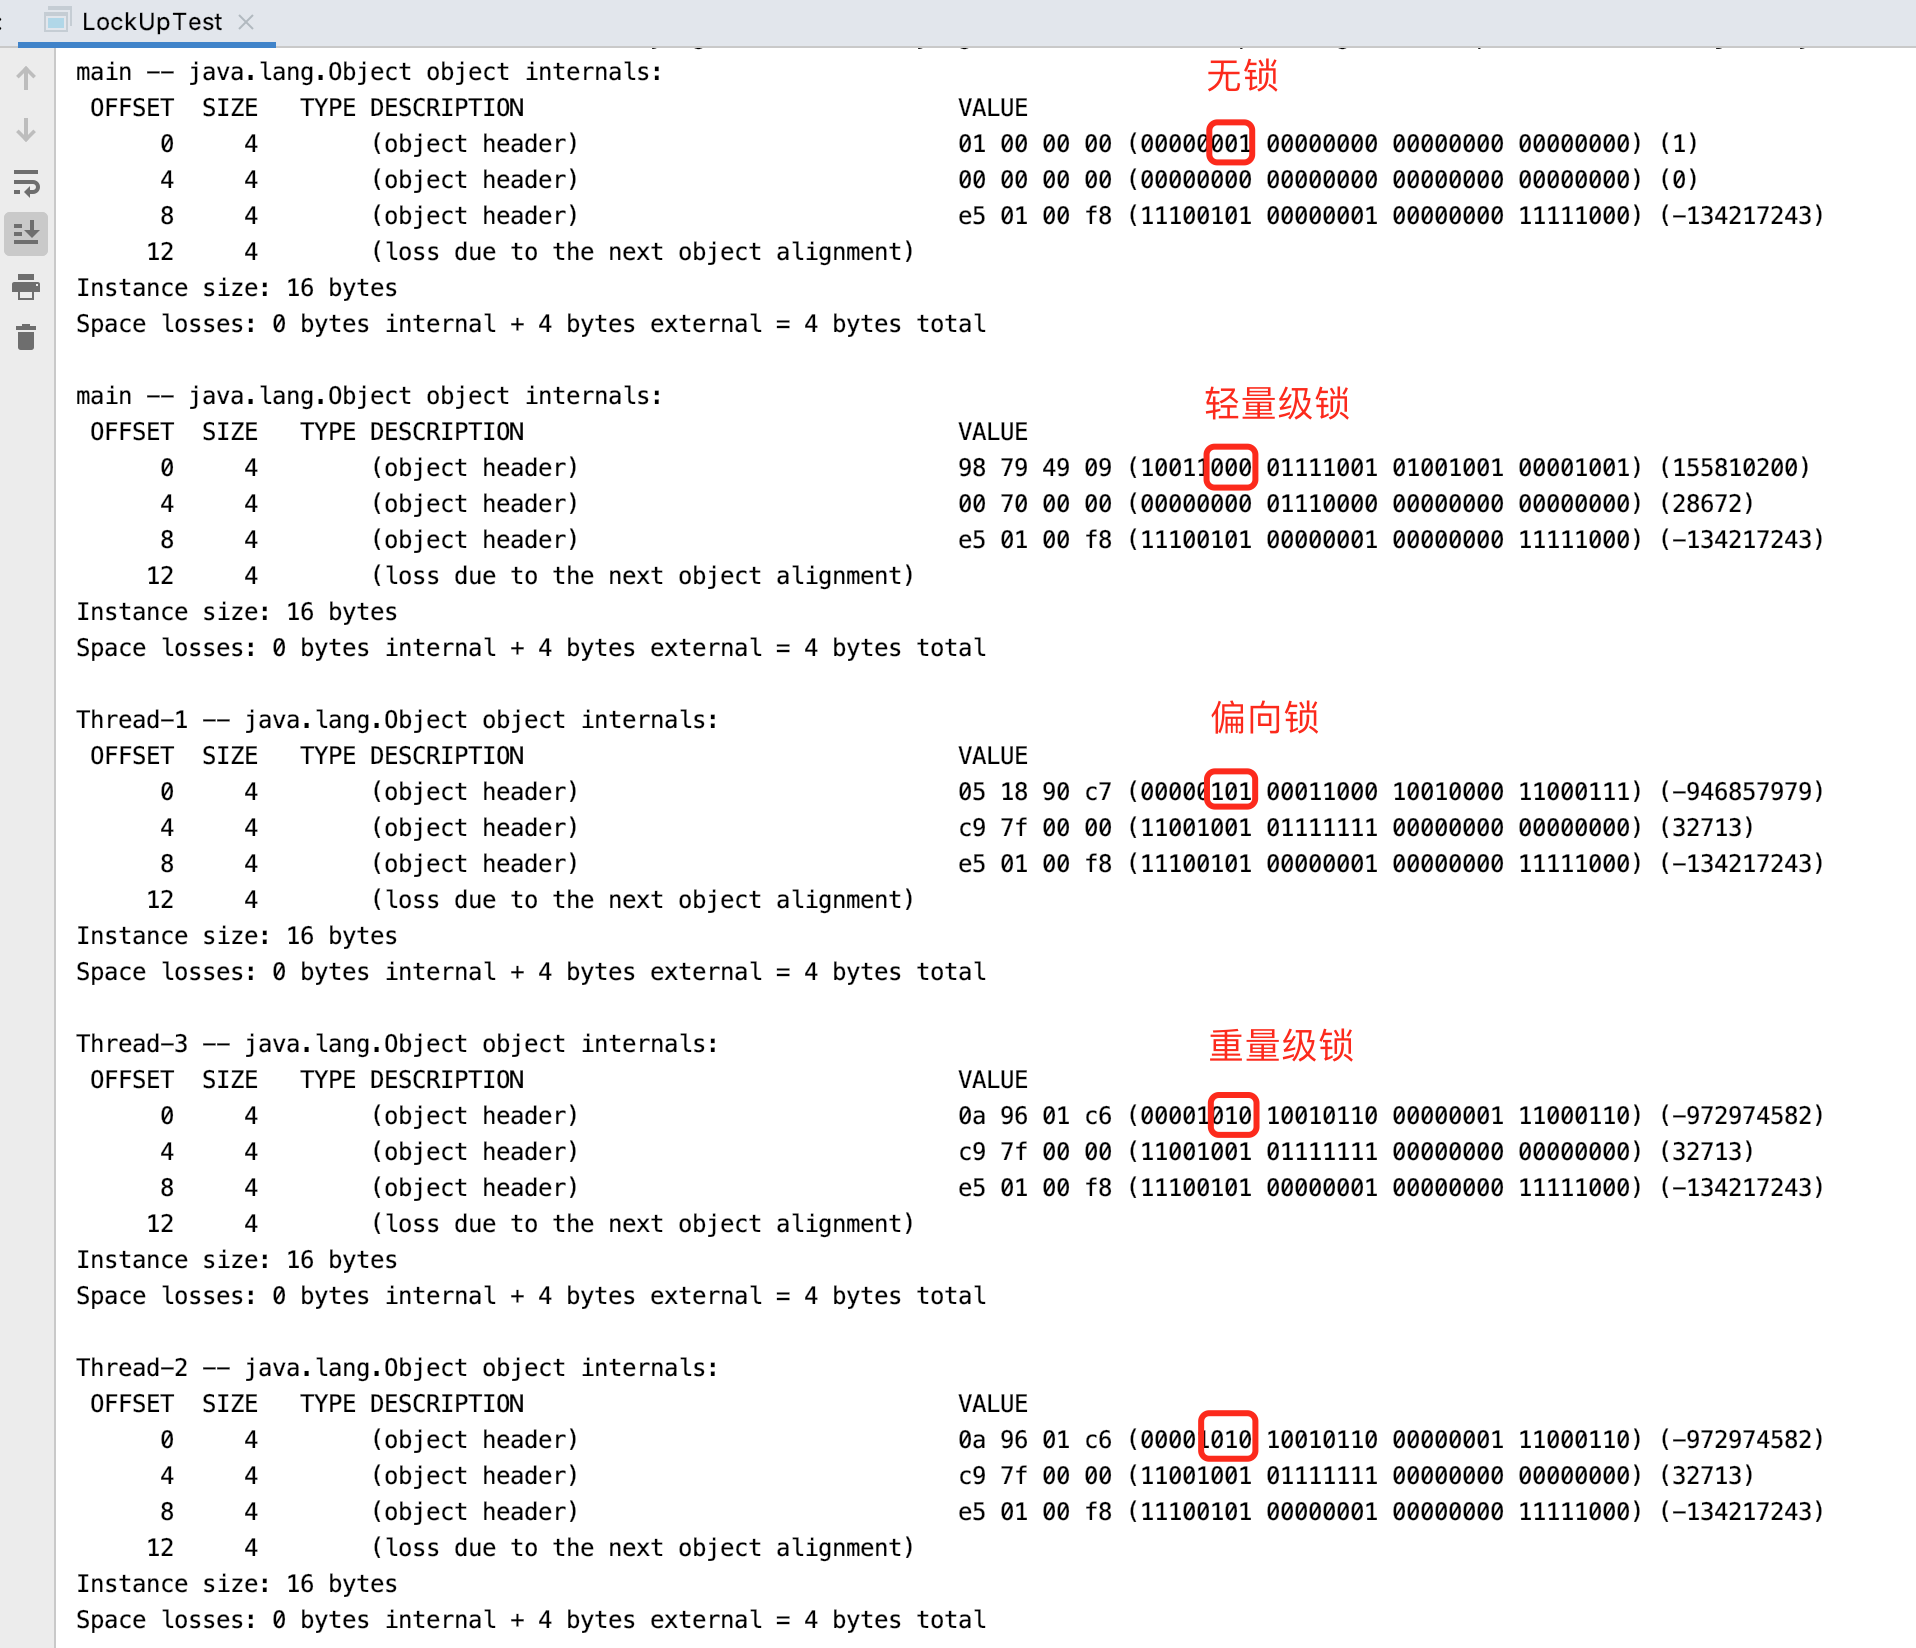 LockUpTest
main -- java.lang.Object object internals:
无锁
OFFSET SIZE TYPE DESCRIPTION VALUE
0 4 (object header) 01 00 00 00 (00000001 00000000 00000000 00000000) (1)
4 4 (object header) 00 00 00 00 (00000000 00000000 00000000 00000000) (0)
8 4 (object header) e5 01 00 f8 (11100101 00000001 00000000 11111000) (-134217243)
12 4 (loss due to the next object alignment)
Instance size: 16 bytes
Space losses: 0 bytes internal + 4 bytes external = 4 bytes total
main -- java.lang.Object object internals:
轻量级锁
OFFSET SIZE TYPE DESCRIPTION VALUE
0 4 (object header) 98 79 49 09 (10011000 01111001 01001001 00001001) (155810200)
4 4 (object header) 00 70 00 00 (00000000 01110000 00000000 00000000) (28672)
8 4 (object header) e5 01 00 f8 (11100101 00000001 00000000 11111000) (-134217243)
12 4 (loss due to the next object alignment)
Instance size: 16 bytes
Space losses: 0 bytes internal + 4 bytes external = 4 bytes total
Thread-1 -- java.lang.Object object internals:
偏向锁
OFFSET SIZE TYPE DESCRIPTION VALUE
0 4 (object header) 05 18 90 c7 (00000101 00011000 10010000 11000111) (-946857979)
4 4 (object header) c9 7f 00 00 (11001001 01111111 00000000 00000000) (32713)
8 4 (object header) e5 01 00 f8 (11100101 00000001 00000000 11111000) (-134217243)
12 4 (loss due to the next object alignment)
Instance size: 16 bytes
Space losses: 0 bytes internal + 4 bytes external = 4 bytes total
Thread-3 -- java.lang.Object object internals:
重量级锁
OFFSET SIZE TYPE DESCRIPTION VALUE
0 4 (object header) 0a 96 01 c6 (00001010 10010110 00000001 11000110) (-972974582)
4 4 (object header) c9 7f 00 00 (11001001 01111111 00000000 00000000) (32713)
8 4 (object header) e5 01 00 f8 (11100101 00000001 00000000 11111000) (-134217243)
12 4 (loss due to the next object alignment)
Instance size: 16 bytes
Space losses: 0 bytes internal + 4 bytes external = 4 bytes total
Thread-2 -- java.lang.Object object internals:
OFFSET SIZE TYPE DESCRIPTION VALUE
0 4 (object header) 0a 96 01 c6 (00001010 10010110 00000001 11000110) (-972974582)
4 4 (object header) c9 7f 00 00 (11001001 01111111 00000000 00000000) (32713)
8 4 (object header) e5 01 00 f8 (11100101 00000001 00000000 11111000) (-134217243)
12 4 (loss due to the next object alignment)
Instance size: 16 bytes
Space losses: 0 bytes internal + 4 bytes external = 4 bytes total